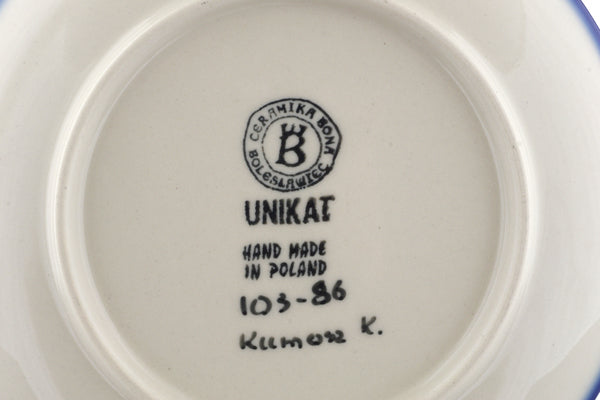 CERAMIKA BONA
BOLESŁAWIEC
B
UNIKAT
HAND MADE
IN POLAND
103-86
Kumosz K.